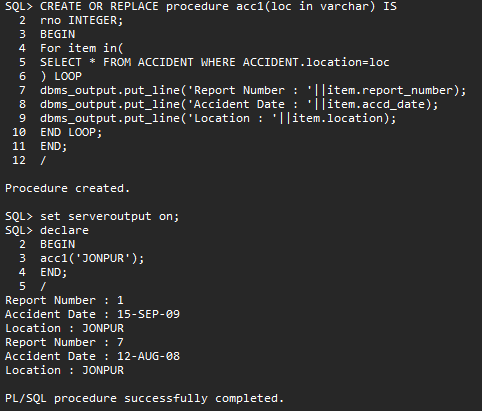 SQL> CREATE OR REPLACE procedure acc1(loc in varchar) IS
2 rno INTEGER;
3 BEGIN
4 For item in(
5 SELECT * FROM ACCIDENT WHERE ACCIDENT.location=loc
6 ) LOOP
7 dbms_output.put_line('Report Number : '||item.report_number);
8 dbms_output.put_line('Accident Date : '||item.accd_date);
9 dbms_output.put_line('Location : '||item.location);
10 END LOOP;
11 END;
12 /
Procedure created.
SQL> set serveroutput on;
SQL> declare
2 BEGIN
3 acc1('JONPUR');
4 END;
5 /
Report Number : 1
Accident Date : 15-SEP-09
Location : JONPUR
Report Number : 7
Accident Date : 12-AUG-08
Location : JONPUR
PL/SQL procedure successfully completed.